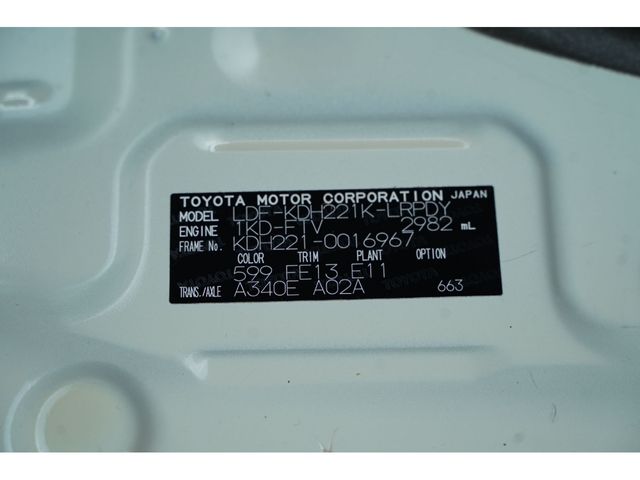 TOYOTA MOTOR CORPORATION JAPAN
MODEL LDF-KDH221K-LRPDY
ENGINE 1KD-FTV 2982 mL
FRAME No. KDH221-0016967
COLOR TRIM PLANT OPTION
599 FE13 E11
TRANS./AXLE A340E A02A 663